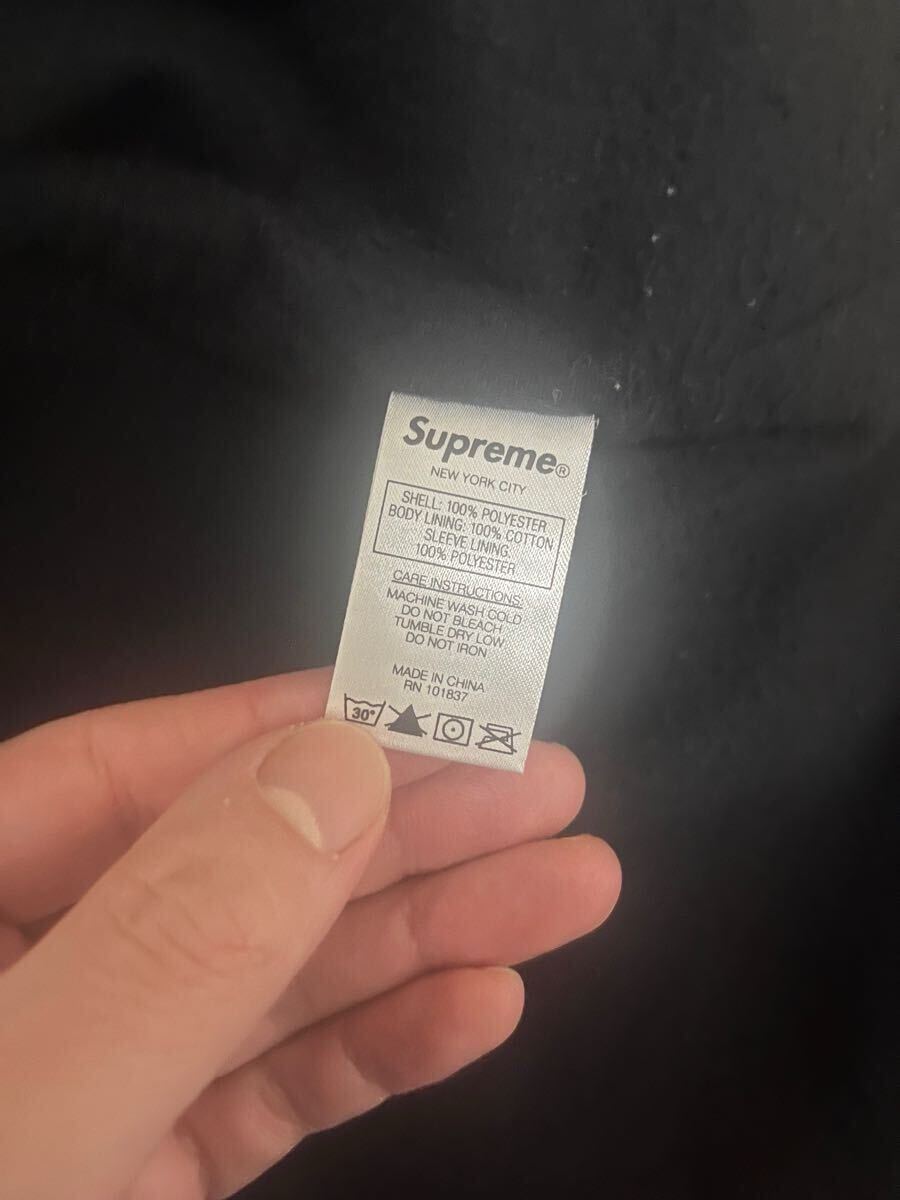 Supreme®
NEW YORK CITY
SHELL: 100% POLYESTER
BODY LINING: 100% COTTON
SLEEVE LINING
100% POLYESTER
CARE INSTRUCTIONS:
MACHINE WASH COLD
DO NOT BLEACH
TUMBLE DRY LOW
DO NOT IRON
MADE IN CHINA
RN 101837
30°